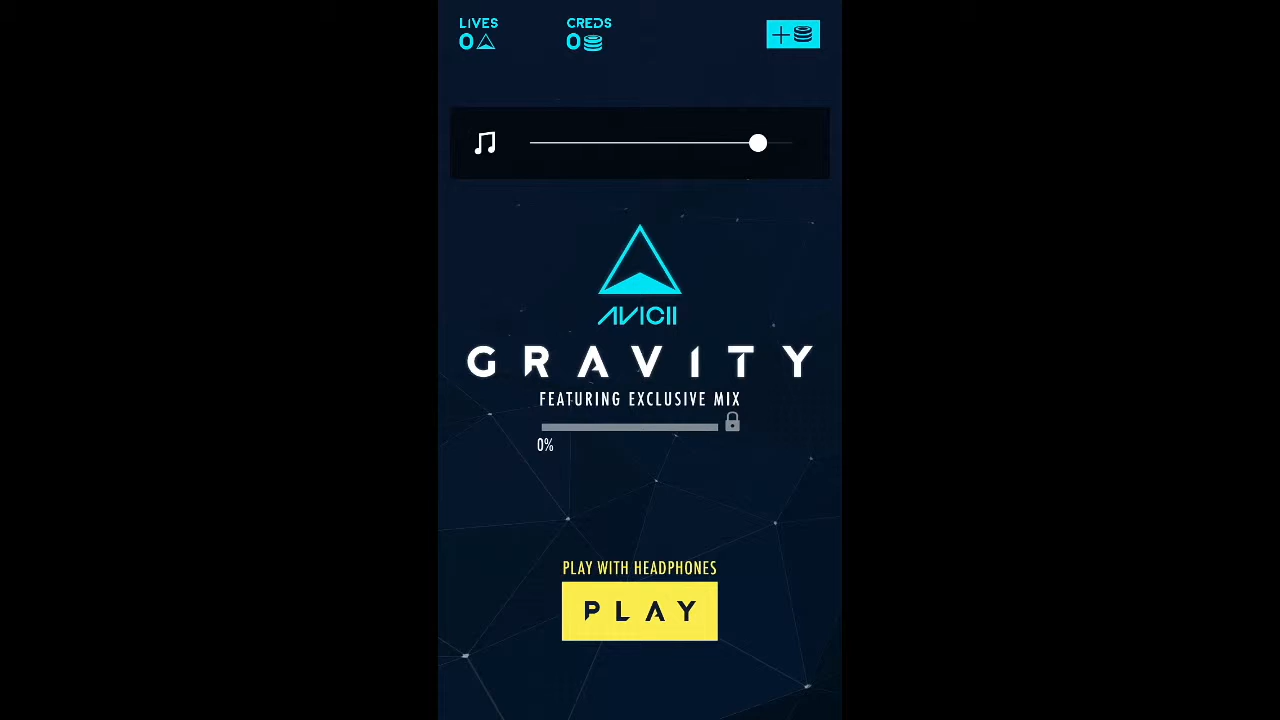 LIVES
0
CREDS
0
+
AVICII
GRAVITY
FEATURING EXCLUSIVE MIX
0%
PLAY WITH HEADPHONES
PLAY